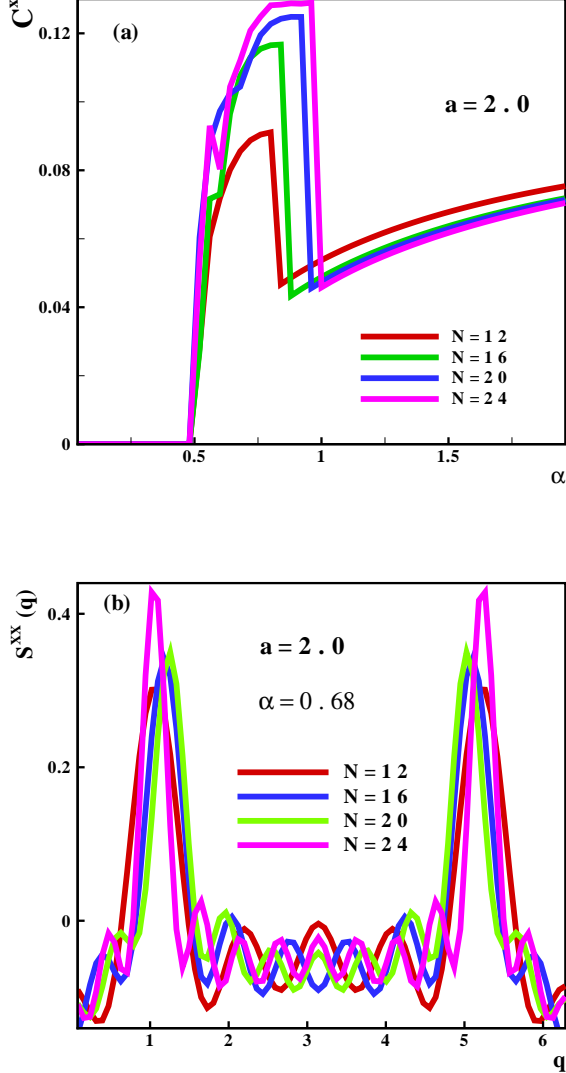 C^x
(a)
0.12
a = 2 . 0
0.08
0.04
N = 1 2
N = 1 6
N = 2 0
N = 2 4
0
0.5 1 1.5
α
(b)
S^xx (q)
0.4
a = 2 . 0
α = 0 . 68
0.2
N = 1 2
N = 1 6
N = 2 0
N = 2 4
0
1 2 3 4 5 6
q